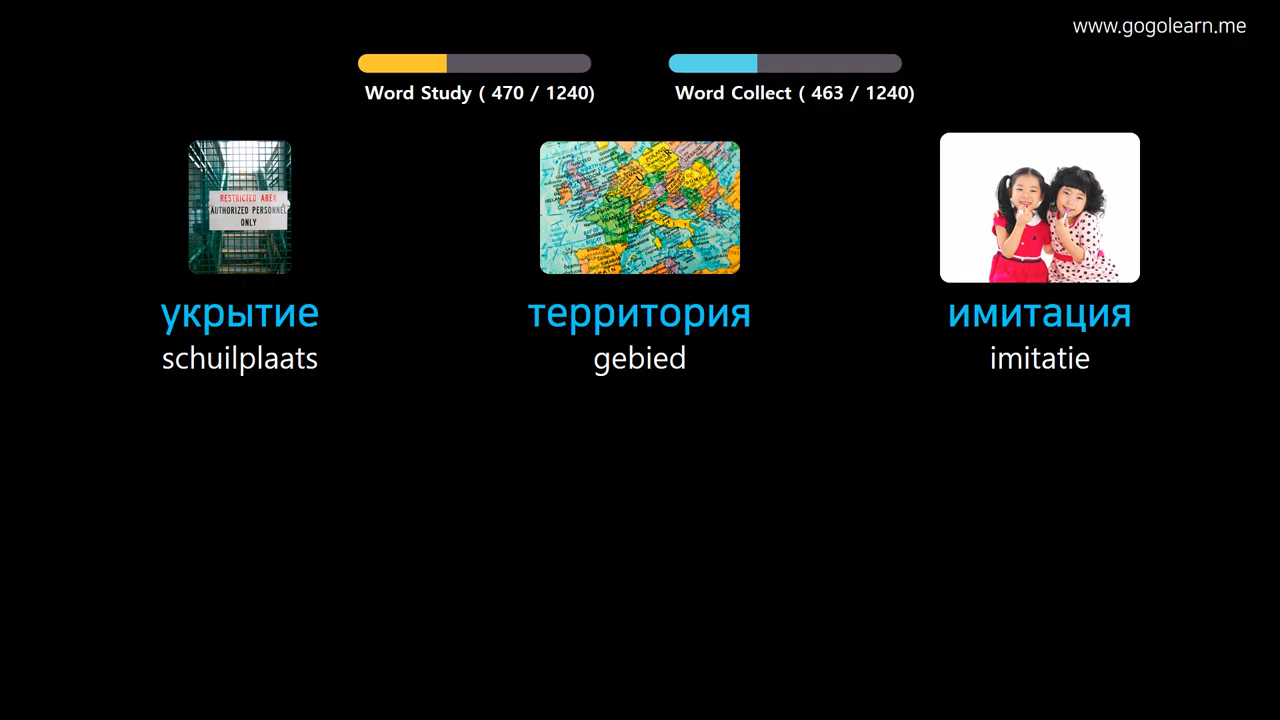 www.gogolearn.me
Word Study ( 470 / 1240)
Word Collect ( 463 / 1240)
RESTRICTED AREA
AUTHORIZED PERSONNEL
ONLY
POLAND
укрытие
территория
имитация
schuilplaats
gebied
imitatie